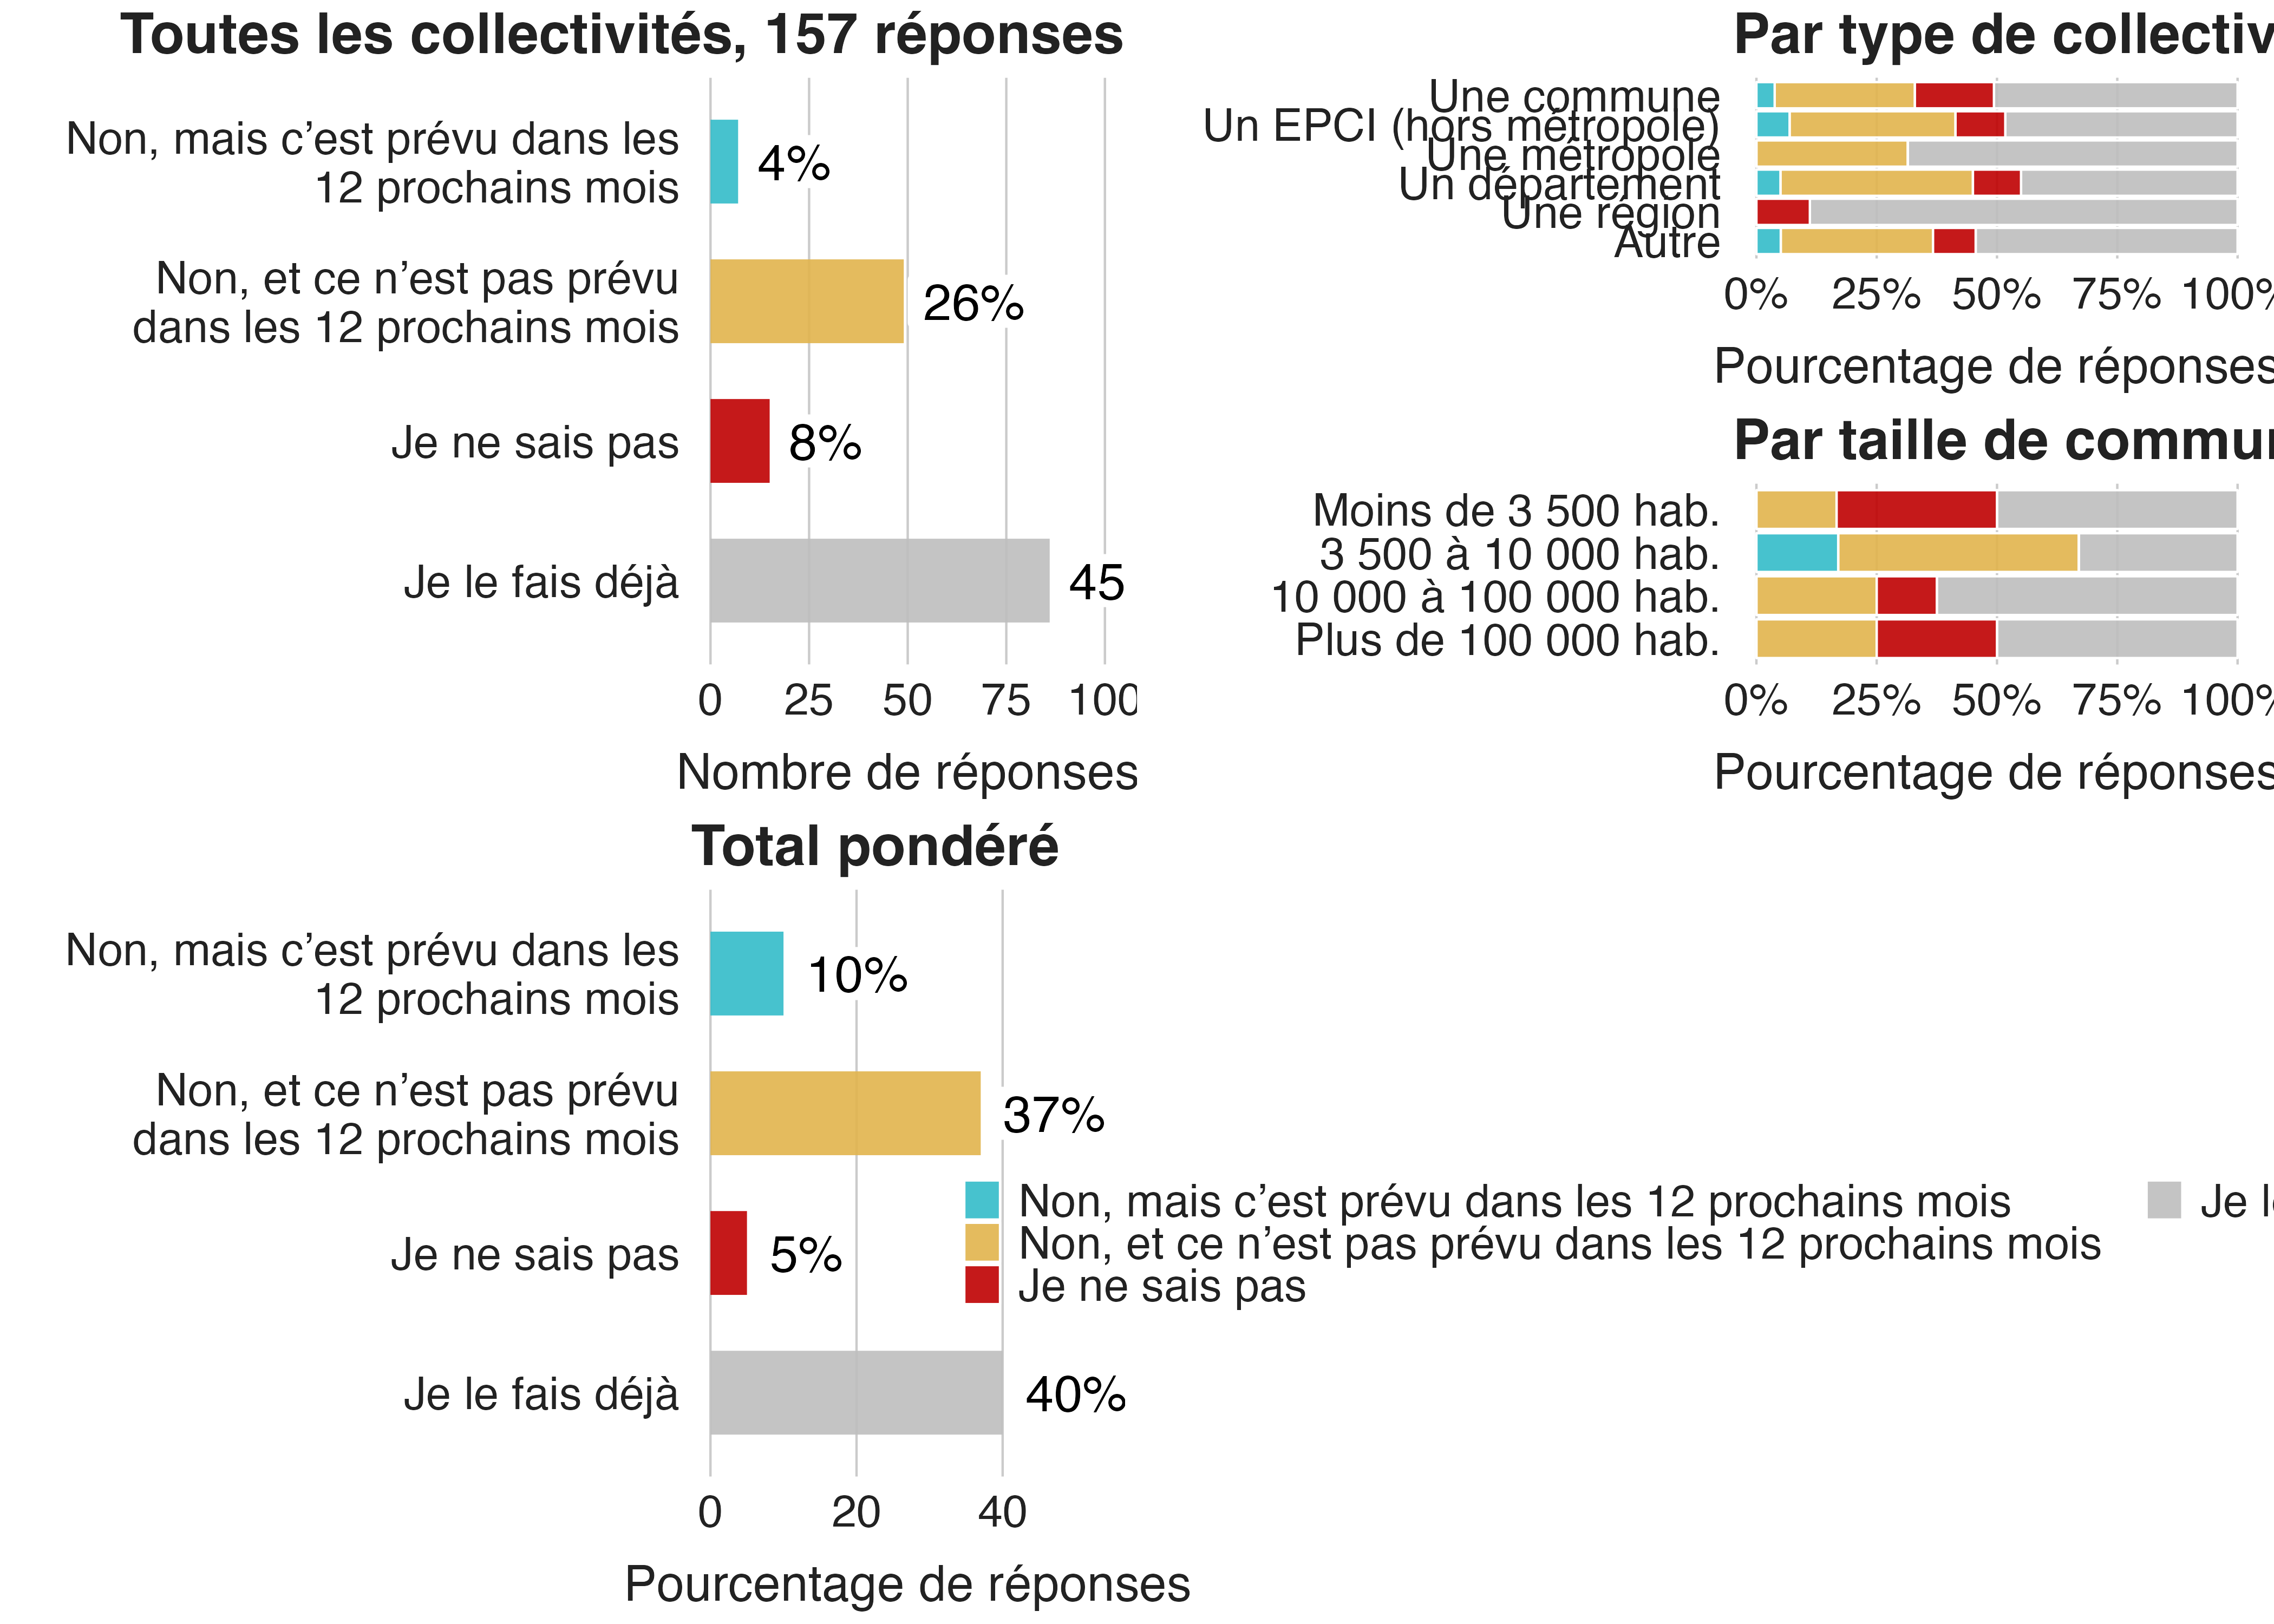 Toutes les collectivités, 157 réponses
Non, mais c’est prévu dans les
12 prochains mois
4%
Non, et ce n’est pas prévu
dans les 12 prochains mois
26%
Je ne sais pas
8%
Je le fais déjà
45
0 25 50 75 100
Nombre de réponses
Par type de collectiv
Une commune
Un EPCI (hors métropole)
Une métropole
Un département
Une région
Autre
0% 25% 50% 75% 100%
Pourcentage de réponses
Par taille de commu
Moins de 3 500 hab.
3 500 à 10 000 hab.
10 000 à 100 000 hab.
Plus de 100 000 hab.
0% 25% 50% 75% 100%
Pourcentage de réponses
Total pondéré
Non, mais c’est prévu dans les
12 prochains mois
10%
Non, et ce n’est pas prévu
dans les 12 prochains mois
37%
Je ne sais pas
5%
Je le fais déjà
40%
0 20 40
Pourcentage de réponses
Non, mais c’est prévu dans les 12 prochains mois
Non, et ce n’est pas prévu dans les 12 prochains mois
Je ne sais pas
Je l